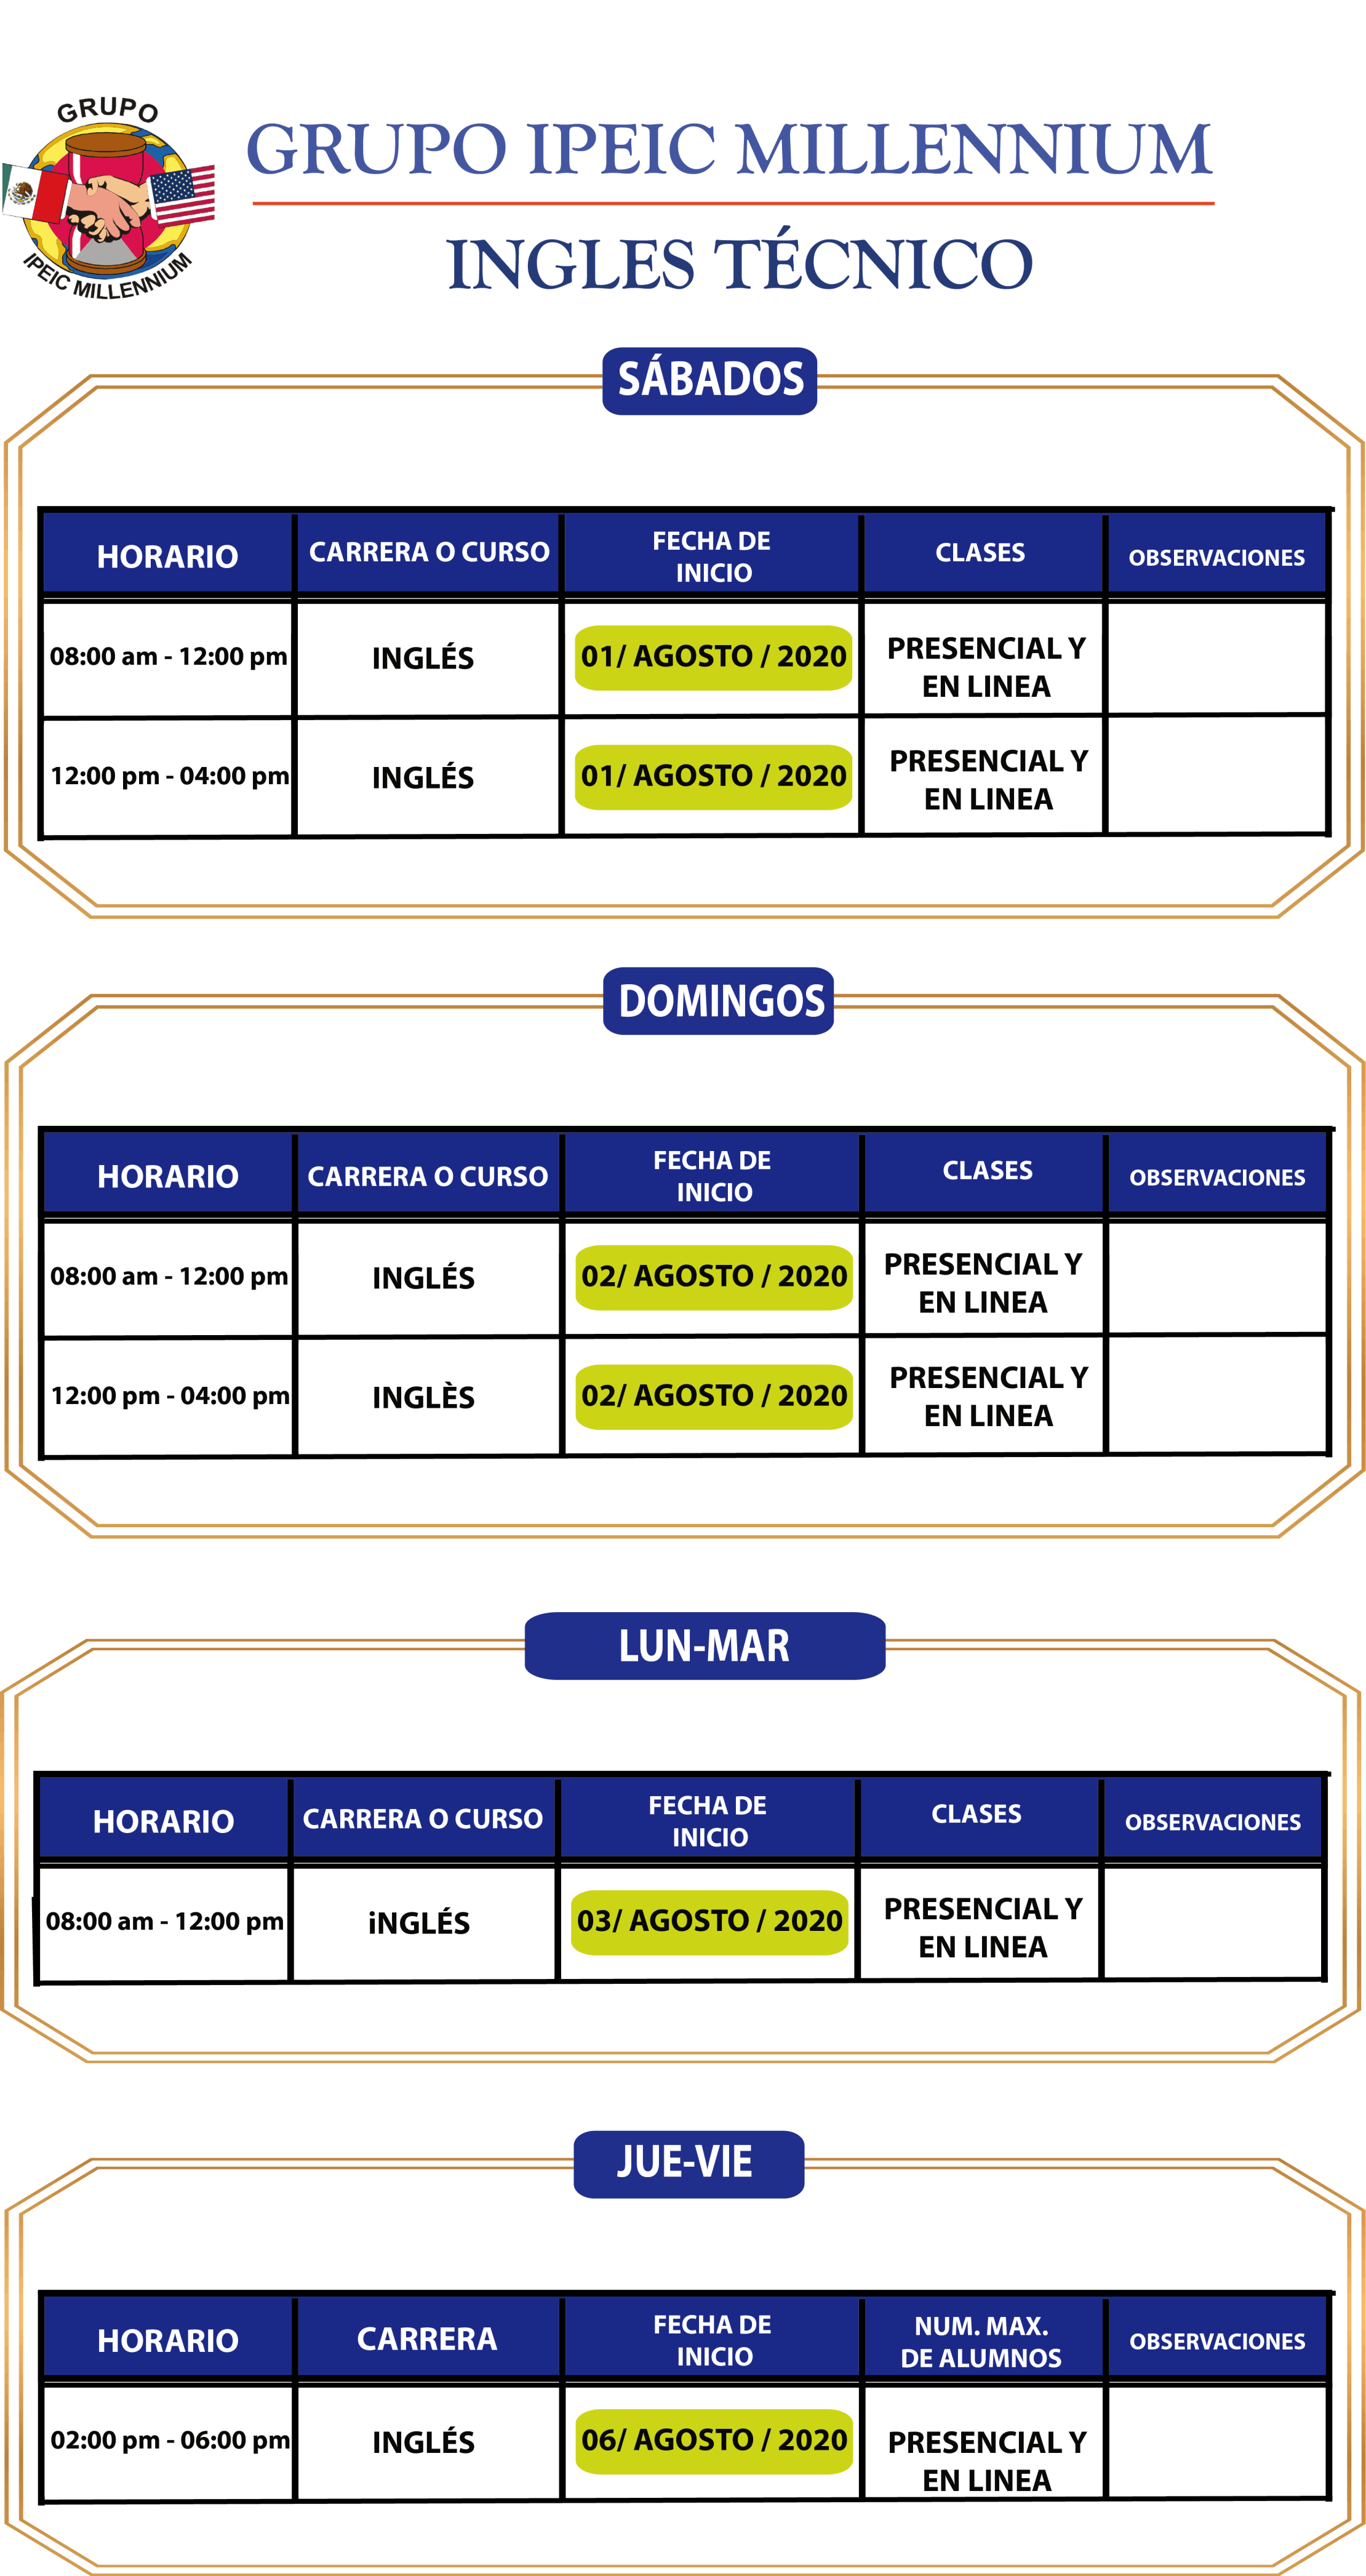 GRUPO
IPEIC MILLENNIUM
GRUPO IPEIC MILLENNIUM
INGLES TÉCNICO
SÁBADOS
HORARIO
CARRERA O CURSO
FECHA DE
INICIO
CLASES
OBSERVACIONES
08:00 am - 12:00 pm
INGLÉS
01/ AGOSTO / 2020
PRESENCIAL Y
EN LINEA
12:00 pm - 04:00 pm
INGLÉS
01/ AGOSTO / 2020
PRESENCIAL Y
EN LINEA
DOMINGOS
HORARIO
CARRERA O CURSO
FECHA DE
INICIO
CLASES
OBSERVACIONES
08:00 am - 12:00 pm
INGLÉS
02/ AGOSTO / 2020
PRESENCIAL Y
EN LINEA
12:00 pm - 04:00 pm
INGLÈS
02/ AGOSTO / 2020
PRESENCIAL Y
EN LINEA
LUN-MAR
HORARIO
CARRERA O CURSO
FECHA DE
INICIO
CLASES
OBSERVACIONES
08:00 am - 12:00 pm
iNGLÉS
03/ AGOSTO / 2020
PRESENCIAL Y
EN LINEA
JUE-VIE
HORARIO
CARRERA
FECHA DE
INICIO
NUM. MAX.
DE ALUMNOS
OBSERVACIONES
02:00 pm - 06:00 pm
INGLÉS
06/ AGOSTO / 2020
PRESENCIAL Y
EN LINEA